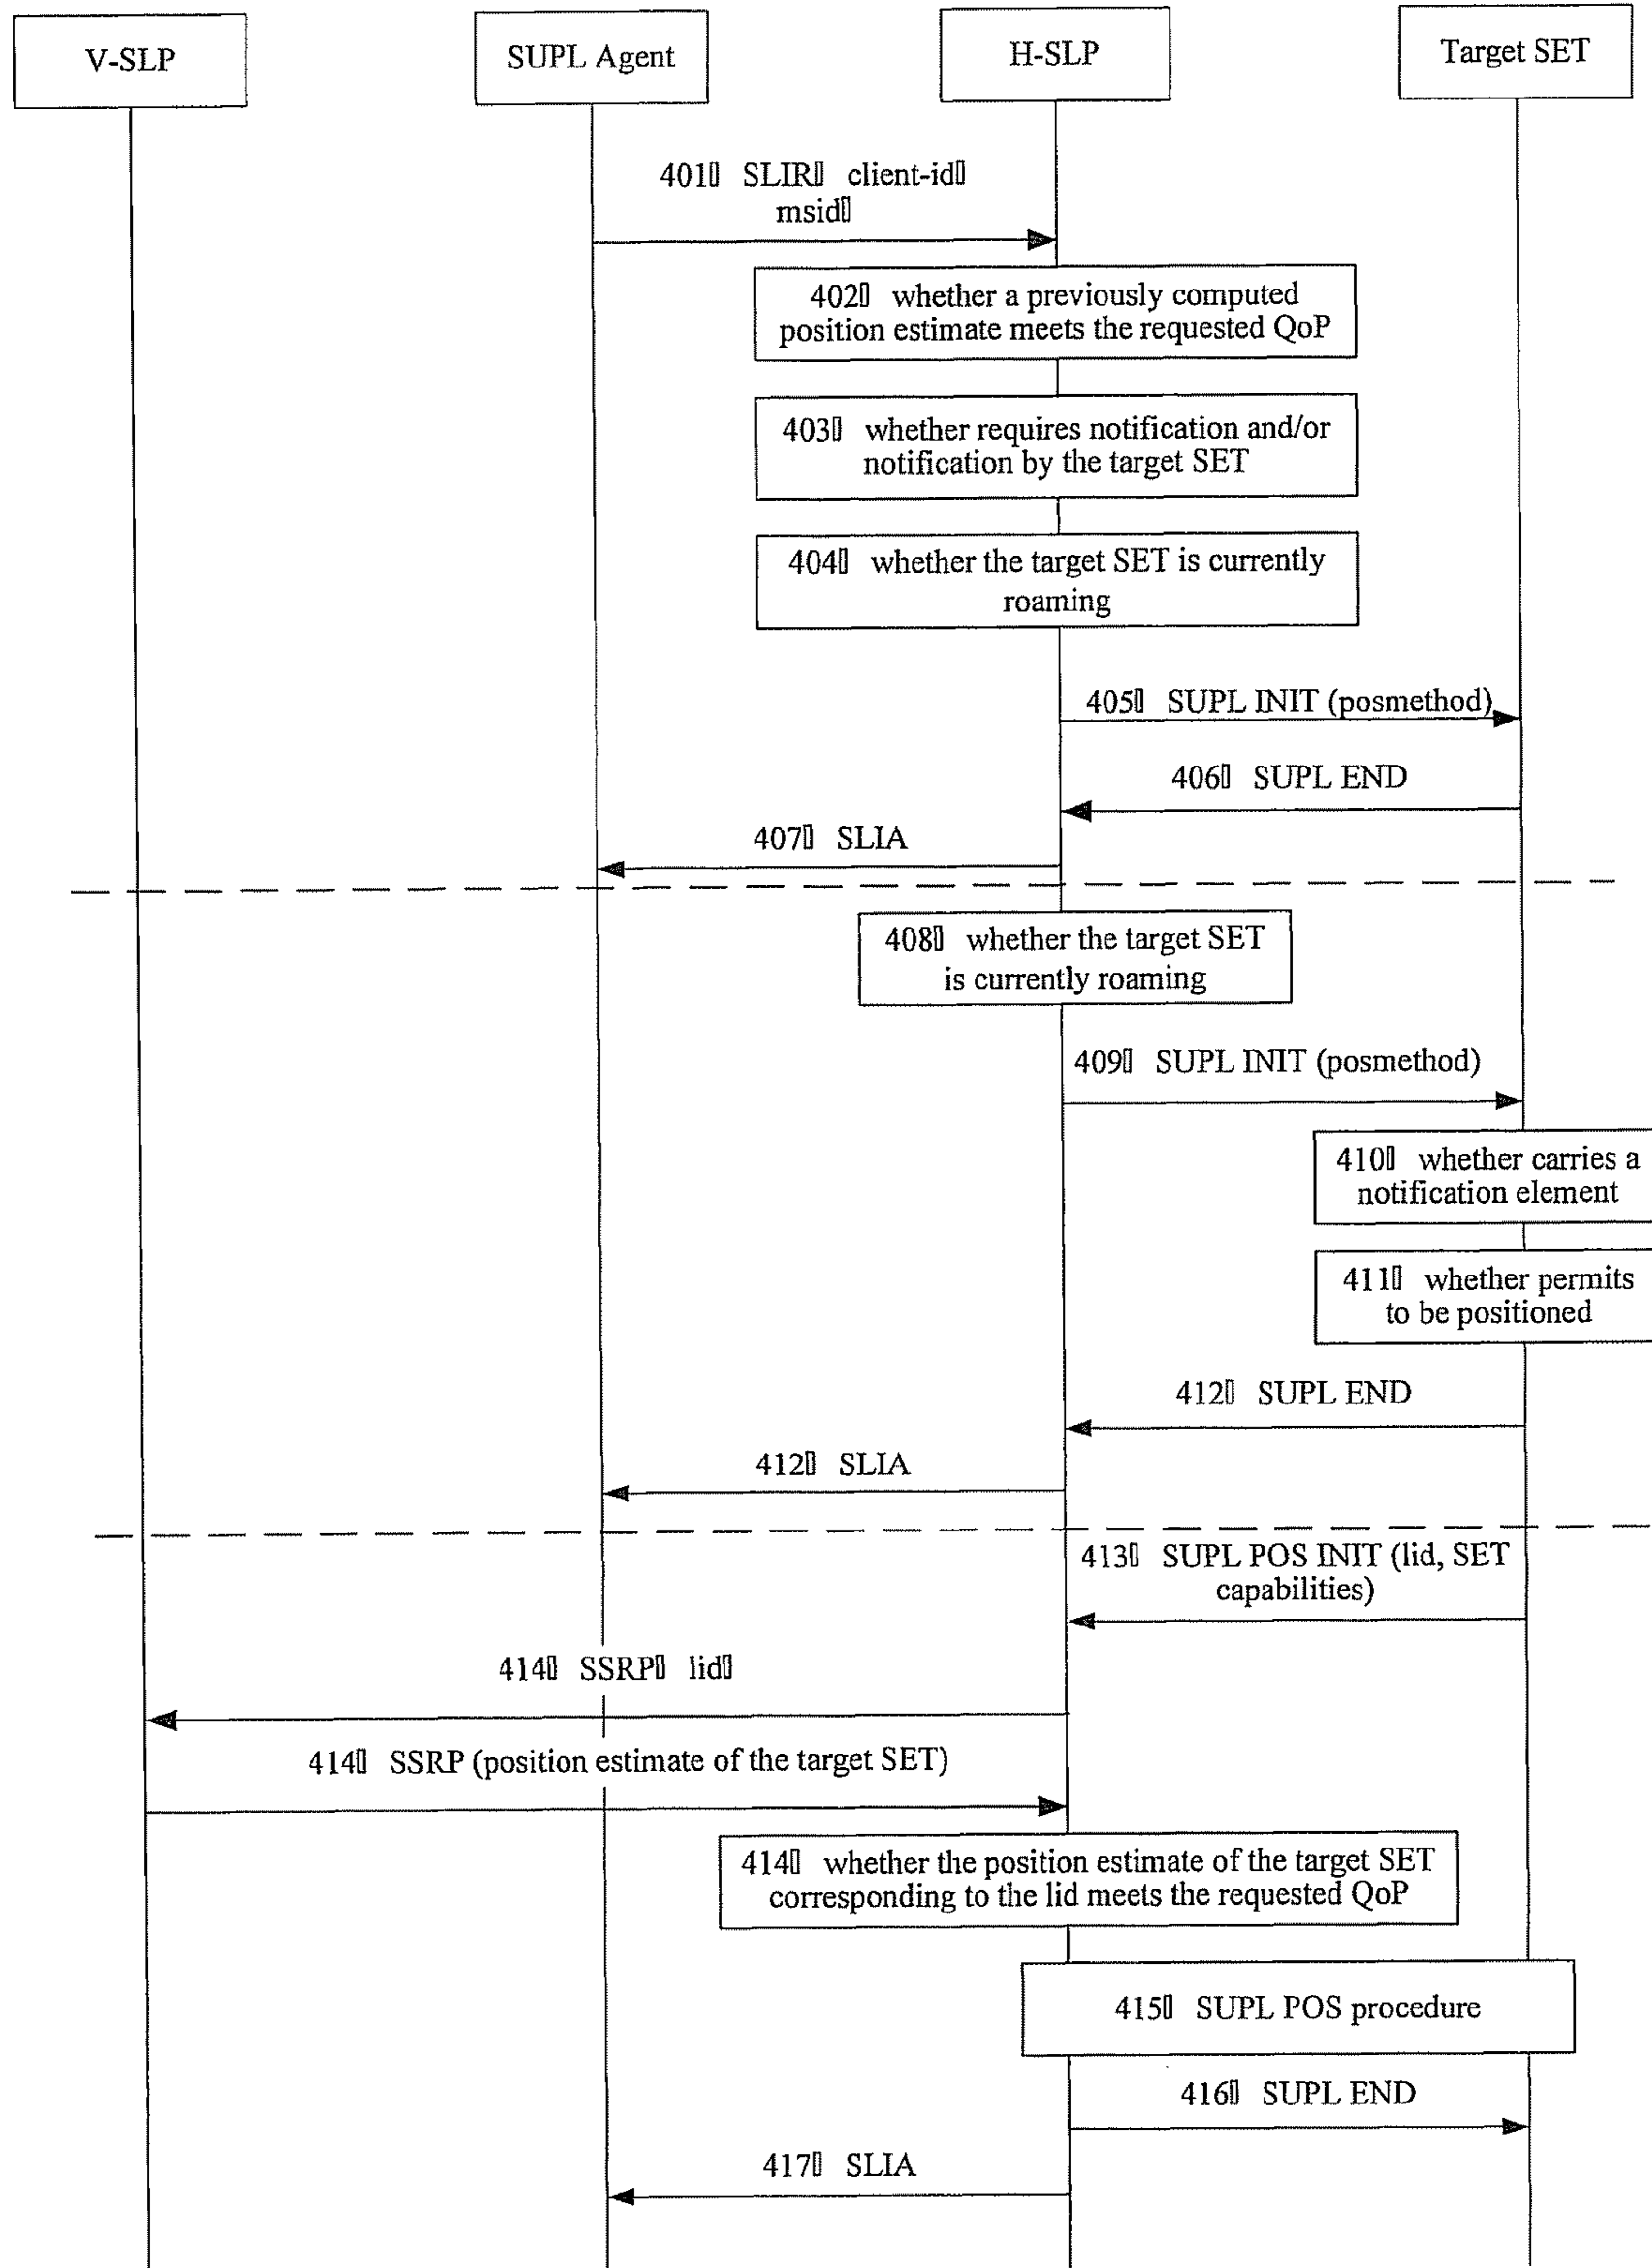 V-SLP
SUPL Agent
H-SLP
Target SET
401▯ SLIR▯ client-id▯
msid▯
402▯ whether a previously computed
position estimate meets the requested QoP
403▯ whether requires notification and/or
notification by the target SET
404▯ whether the target SET is currently
roaming
405▯ SUPL INIT (posmethod)
406▯ SUPL END
407▯ SLIA
408▯ whether the target SET
is currently roaming
409▯ SUPL INIT (posmethod)
410▯ whether carries a
notification element
411▯ whether permits
to be positioned
412▯ SUPL END
412▯ SLIA
413▯ SUPL POS INIT (lid, SET
capabilities)
414▯ SSRP▯ lid▯
414▯ SSRP (position estimate of the target SET)
414▯ whether the position estimate of the target SET
corresponding to the lid meets the requested QoP
415▯ SUPL POS procedure
416▯ SUPL END
417▯ SLIA